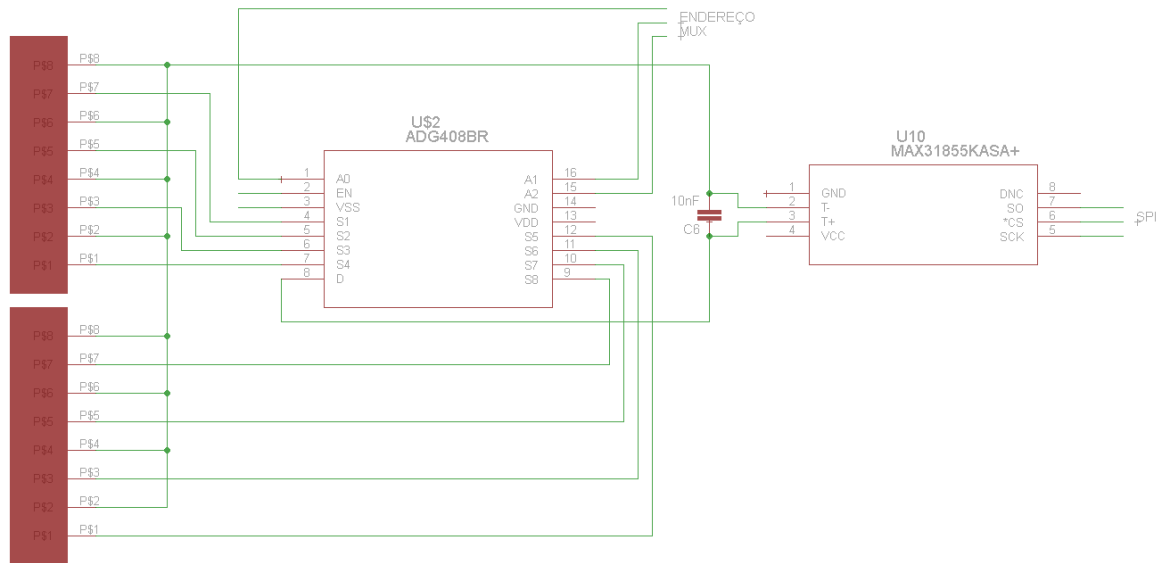 ENDEREÇO
MUX
P$8 P$8
P$7 P$7
P$6 P$6
P$5 P$5
P$4 P$4
P$3 P$3
P$2 P$2
P$1 P$1
U$2
ADG408BR
1 A0 A1 16
2 EN A2 15
3 VSS GND 14
4 S1 VDD 13
5 S2 S5 12
6 S3 S6 11
7 S4 S7 10
8 D S8 9
10nF
C6
U10
MAX31855KASA+
1 GND DNC 8
2 T- SO 7
3 T+ *CS 6
4 VCC SCK 5
SPI
P$8 P$8
P$7 P$7
P$6 P$6
P$5 P$5
P$4 P$4
P$3 P$3
P$2 P$2
P$1 P$1